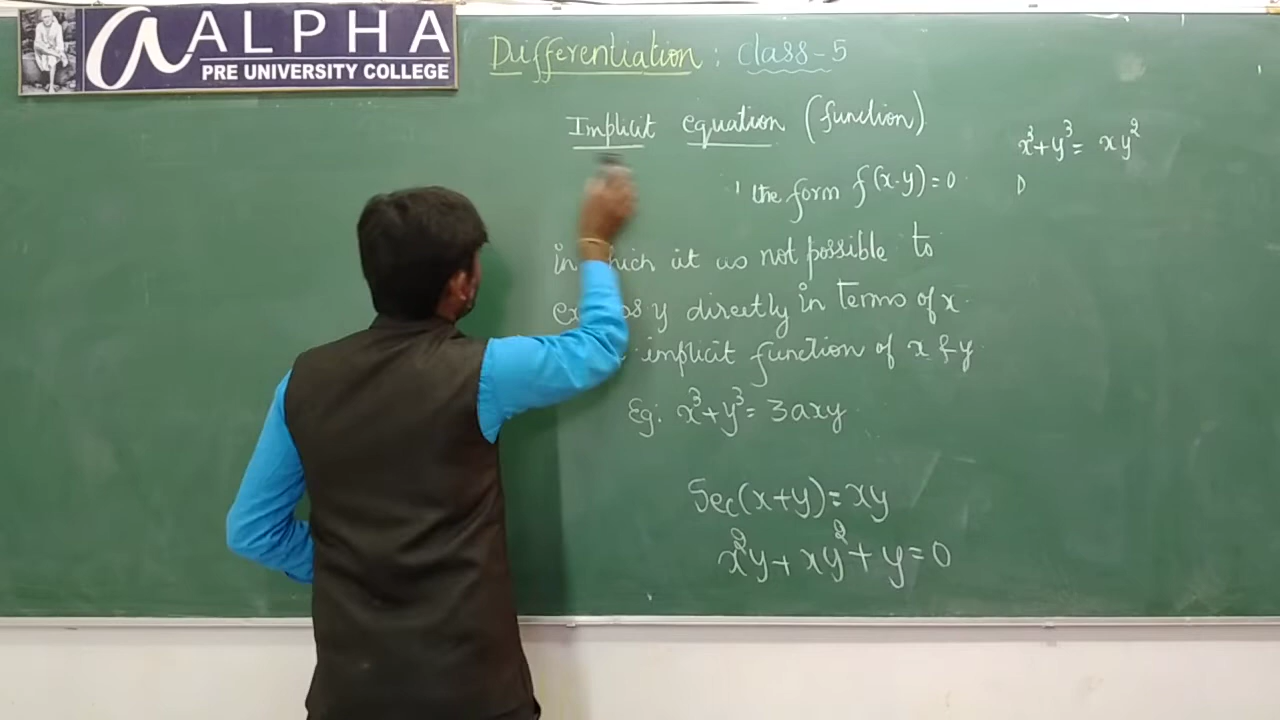 ALPHA
PRE UNIVERSITY COLLEGE
Differentiation : Class-5
Implicit equation (function)
the form f(x.y)=0
in which it is not possible to
y directly in terms of x.
implicit function of x & y
Eg: x³+y³= 3axy
Sec(x+y)=xy
x²y+xy²+y=0
x³+y³= xy²
D